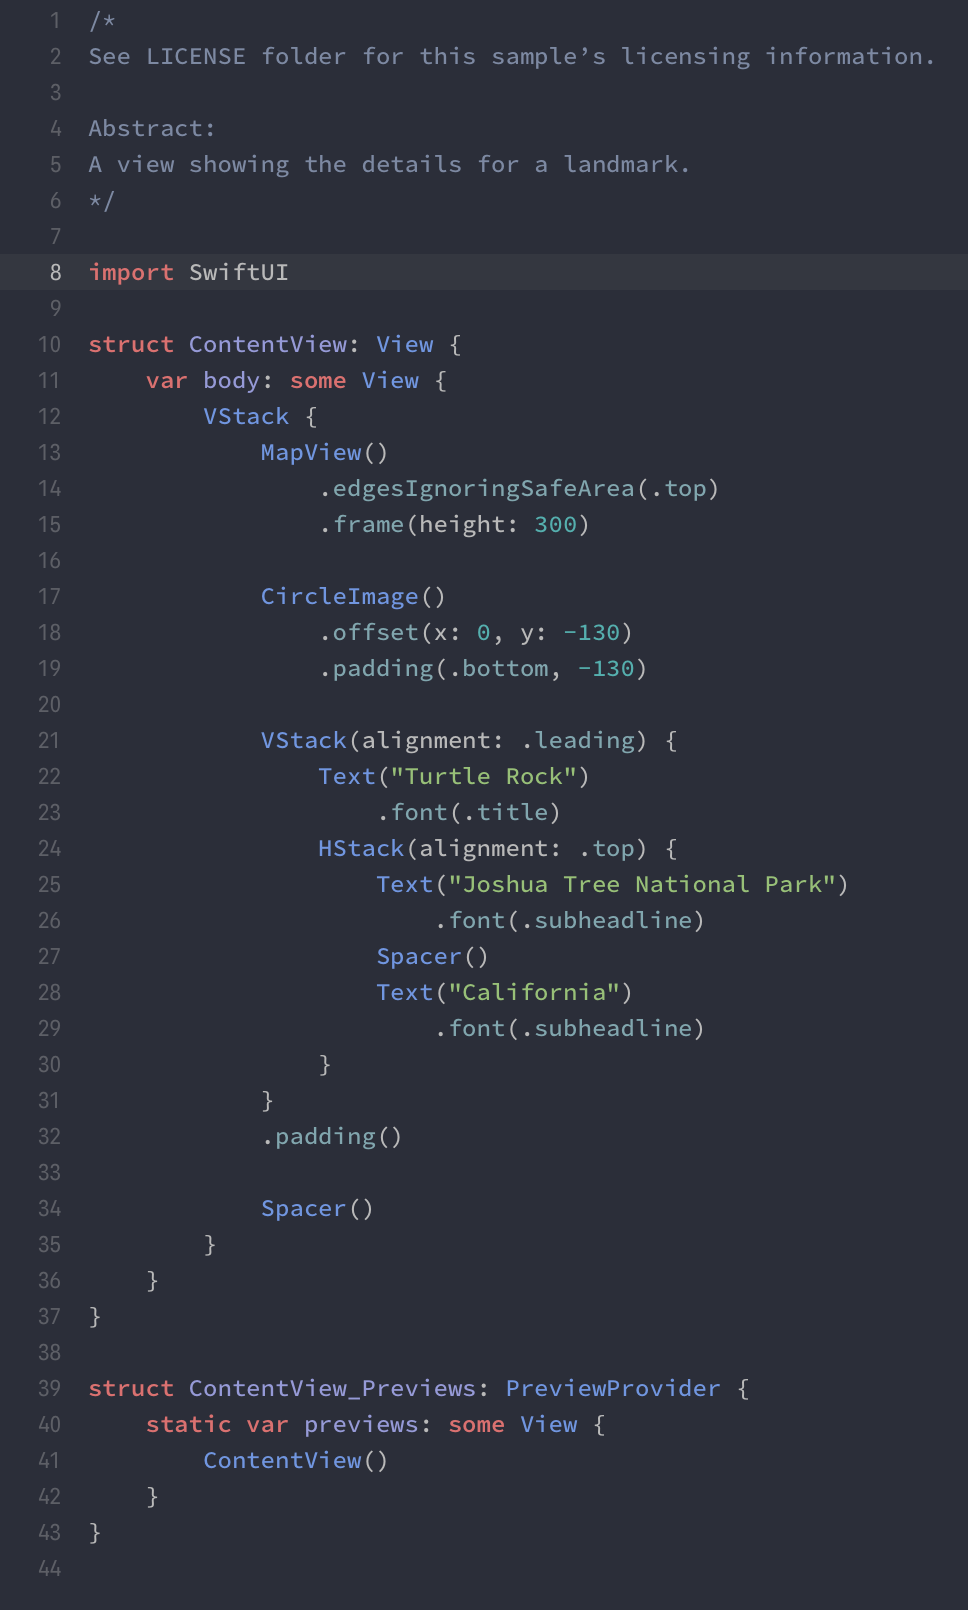 1 /*
2 See LICENSE folder for this sample’s licensing information.
3
4 Abstract:
5 A view showing the details for a landmark.
6 */
7
8 import SwiftUI
9
10 struct ContentView: View {
11     var body: some View {
12         VStack {
13             MapView()
14                 .edgesIgnoringSafeArea(.top)
15                 .frame(height: 300)
16
17             CircleImage()
18                 .offset(x: 0, y: -130)
19                 .padding(.bottom, -130)
20
21             VStack(alignment: .leading) {
22                 Text("Turtle Rock")
23                     .font(.title)
24                 HStack(alignment: .top) {
25                     Text("Joshua Tree National Park")
26                         .font(.subheadline)
27                     Spacer()
28                     Text("California")
29                         .font(.subheadline)
30                 }
31             }
32             .padding()
33
34             Spacer()
35         }
36     }
37 }
38
39 struct ContentView_Previews: PreviewProvider {
40     static var previews: some View {
41         ContentView()
42     }
43 }
44